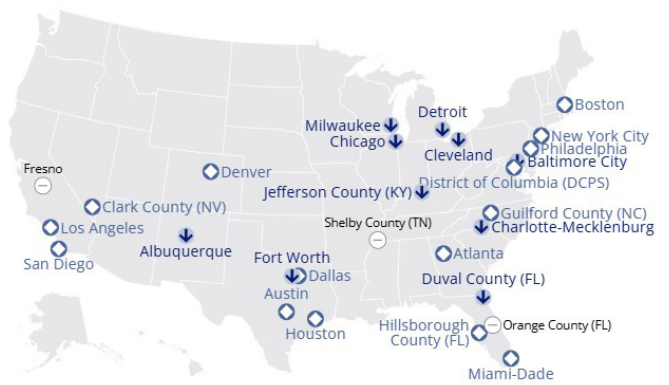 Boston
Detroit
Milwaukee
New York City
Chicago
Philadelphia
Cleveland
Baltimore City
Fresno
Denver
District of Columbia (DCPS)
Jefferson County (KY)
Clark County (NV)
Guilford County (NC)
Shelby County (TN)
Los Angeles
Charlotte-Mecklenburg
Albuquerque
Atlanta
San Diego
Fort Worth
Dallas
Duval County (FL)
Austin
Orange County (FL)
Hillsborough
County (FL)
Houston
Miami-Dade